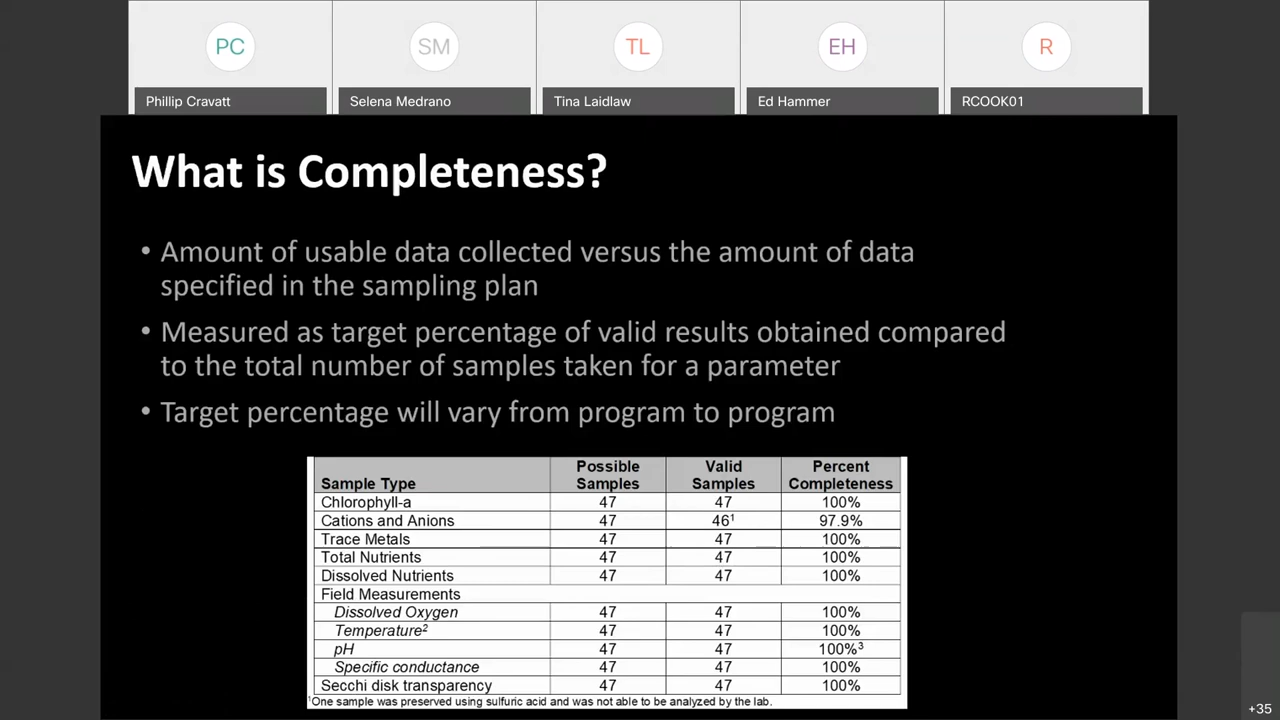 PC
SM
TL
EH
R
Phillip Cravatt
Selena Medrano
Tina Laidlaw
Ed Hammer
RCOOK01
What is Completeness?
• Amount of usable data collected versus the amount of data
specified in the sampling plan
• Measured as target percentage of valid results obtained compared
to the total number of samples taken for a parameter
• Target percentage will vary from program to program
Sample Type Possible Samples Valid Samples Percent Completeness
Chlorophyll-a 47 47 100%
Cations and Anions 47 46¹ 97.9%
Trace Metals 47 47 100%
Total Nutrients 47 47 100%
Dissolved Nutrients 47 47 100%
Field Measurements
Dissolved Oxygen 47 47 100%
Temperature² 47 47 100%
pH 47 47 100%³
Specific conductance 47 47 100%
Secchi disk transparency 47 47 100%
¹One sample was preserved using sulfuric acid and was not able to be analyzed by the lab.
+35